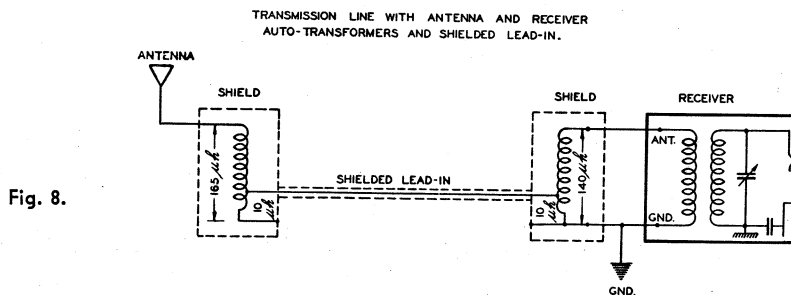 TRANSMISSION LINE WITH ANTENNA AND RECEIVER
AUTO-TRANSFORMERS AND SHIELDED LEAD-IN.
ANTENNA
SHIELD
SHIELD
RECEIVER
ANT.
165 µh
SHIELDED LEAD-IN
140 µh
Fig. 8.
10 µh
10 µh
GND.
GND.